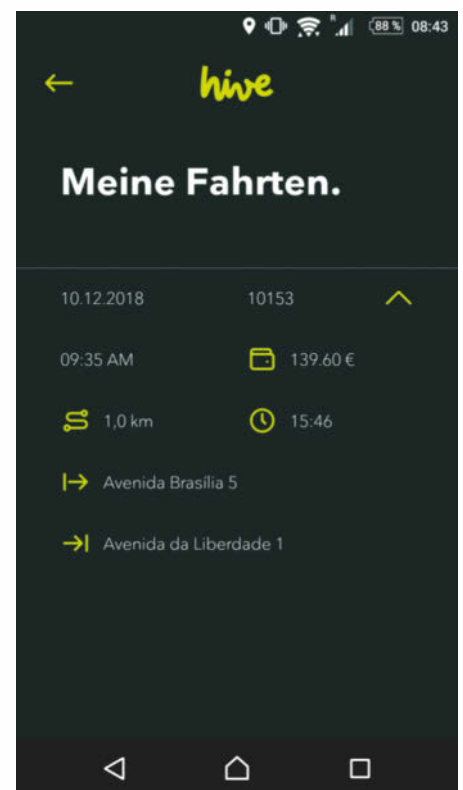 R 88 % 08:43
hive
Meine Fahrten.
10.12.2018 10153
09:35 AM 139.60 €
1,0 km 15:46
Avenida Brasília 5
Avenida da Liberdade 1